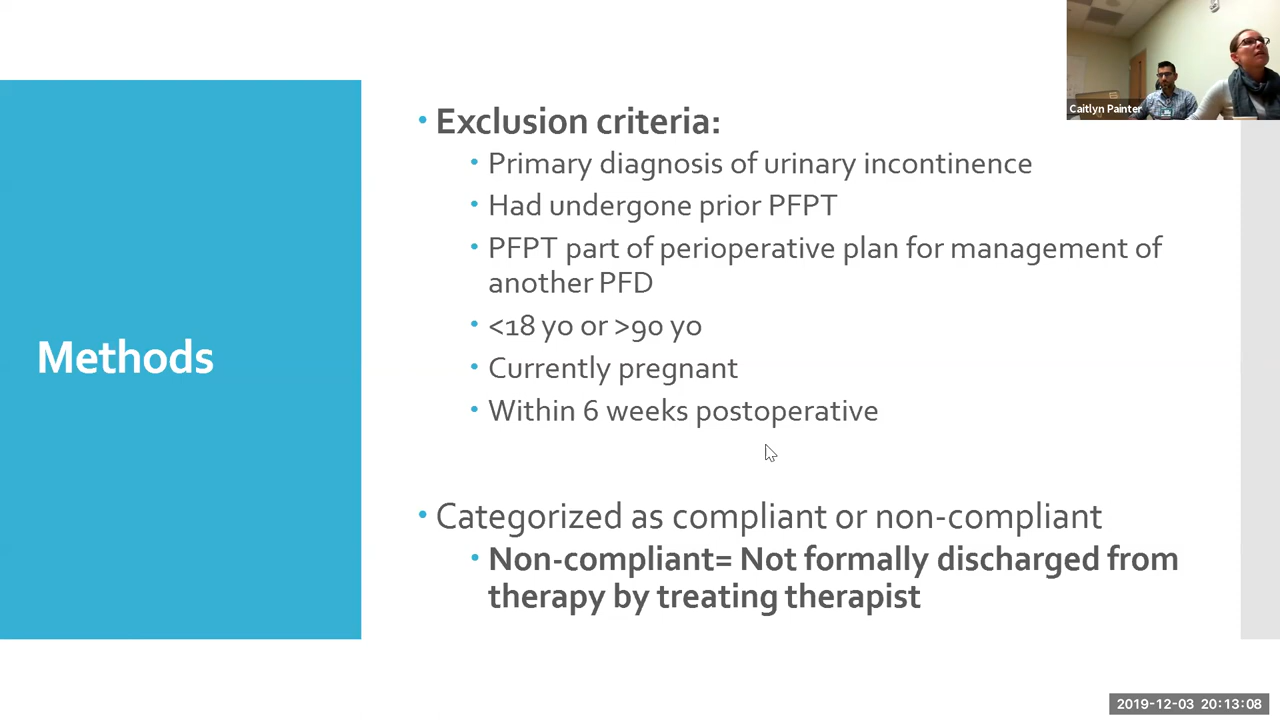 Caitlyn Painter
Methods
• Exclusion criteria:
• Primary diagnosis of urinary incontinence
• Had undergone prior PFPT
• PFPT part of perioperative plan for management of
another PFD
• <18 yo or >90 yo
• Currently pregnant
• Within 6 weeks postoperative
• Categorized as compliant or non-compliant
• Non-compliant= Not formally discharged from
therapy by treating therapist
2019-12-03 20:13:08